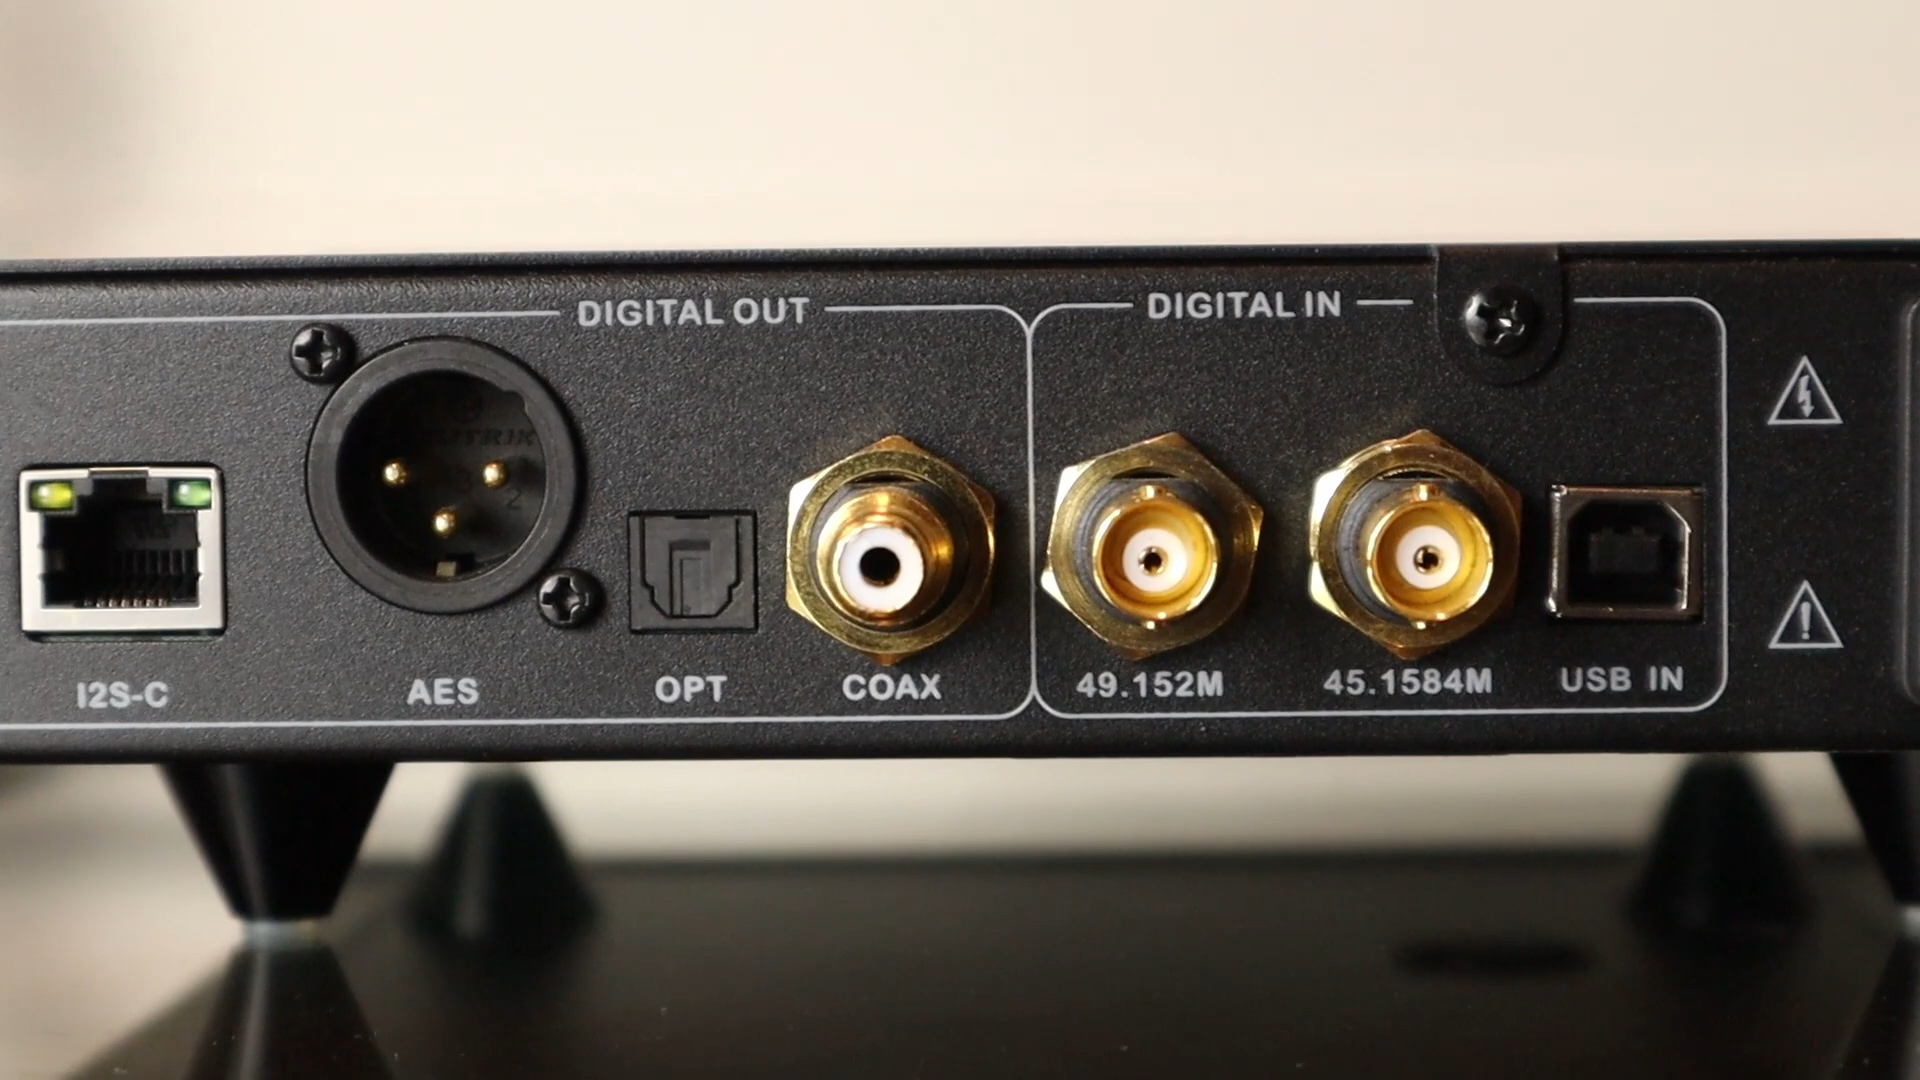 DIGITAL OUT
DIGITAL IN
I2S-C
AES
OPT
COAX
49.152M
45.1584M
USB IN